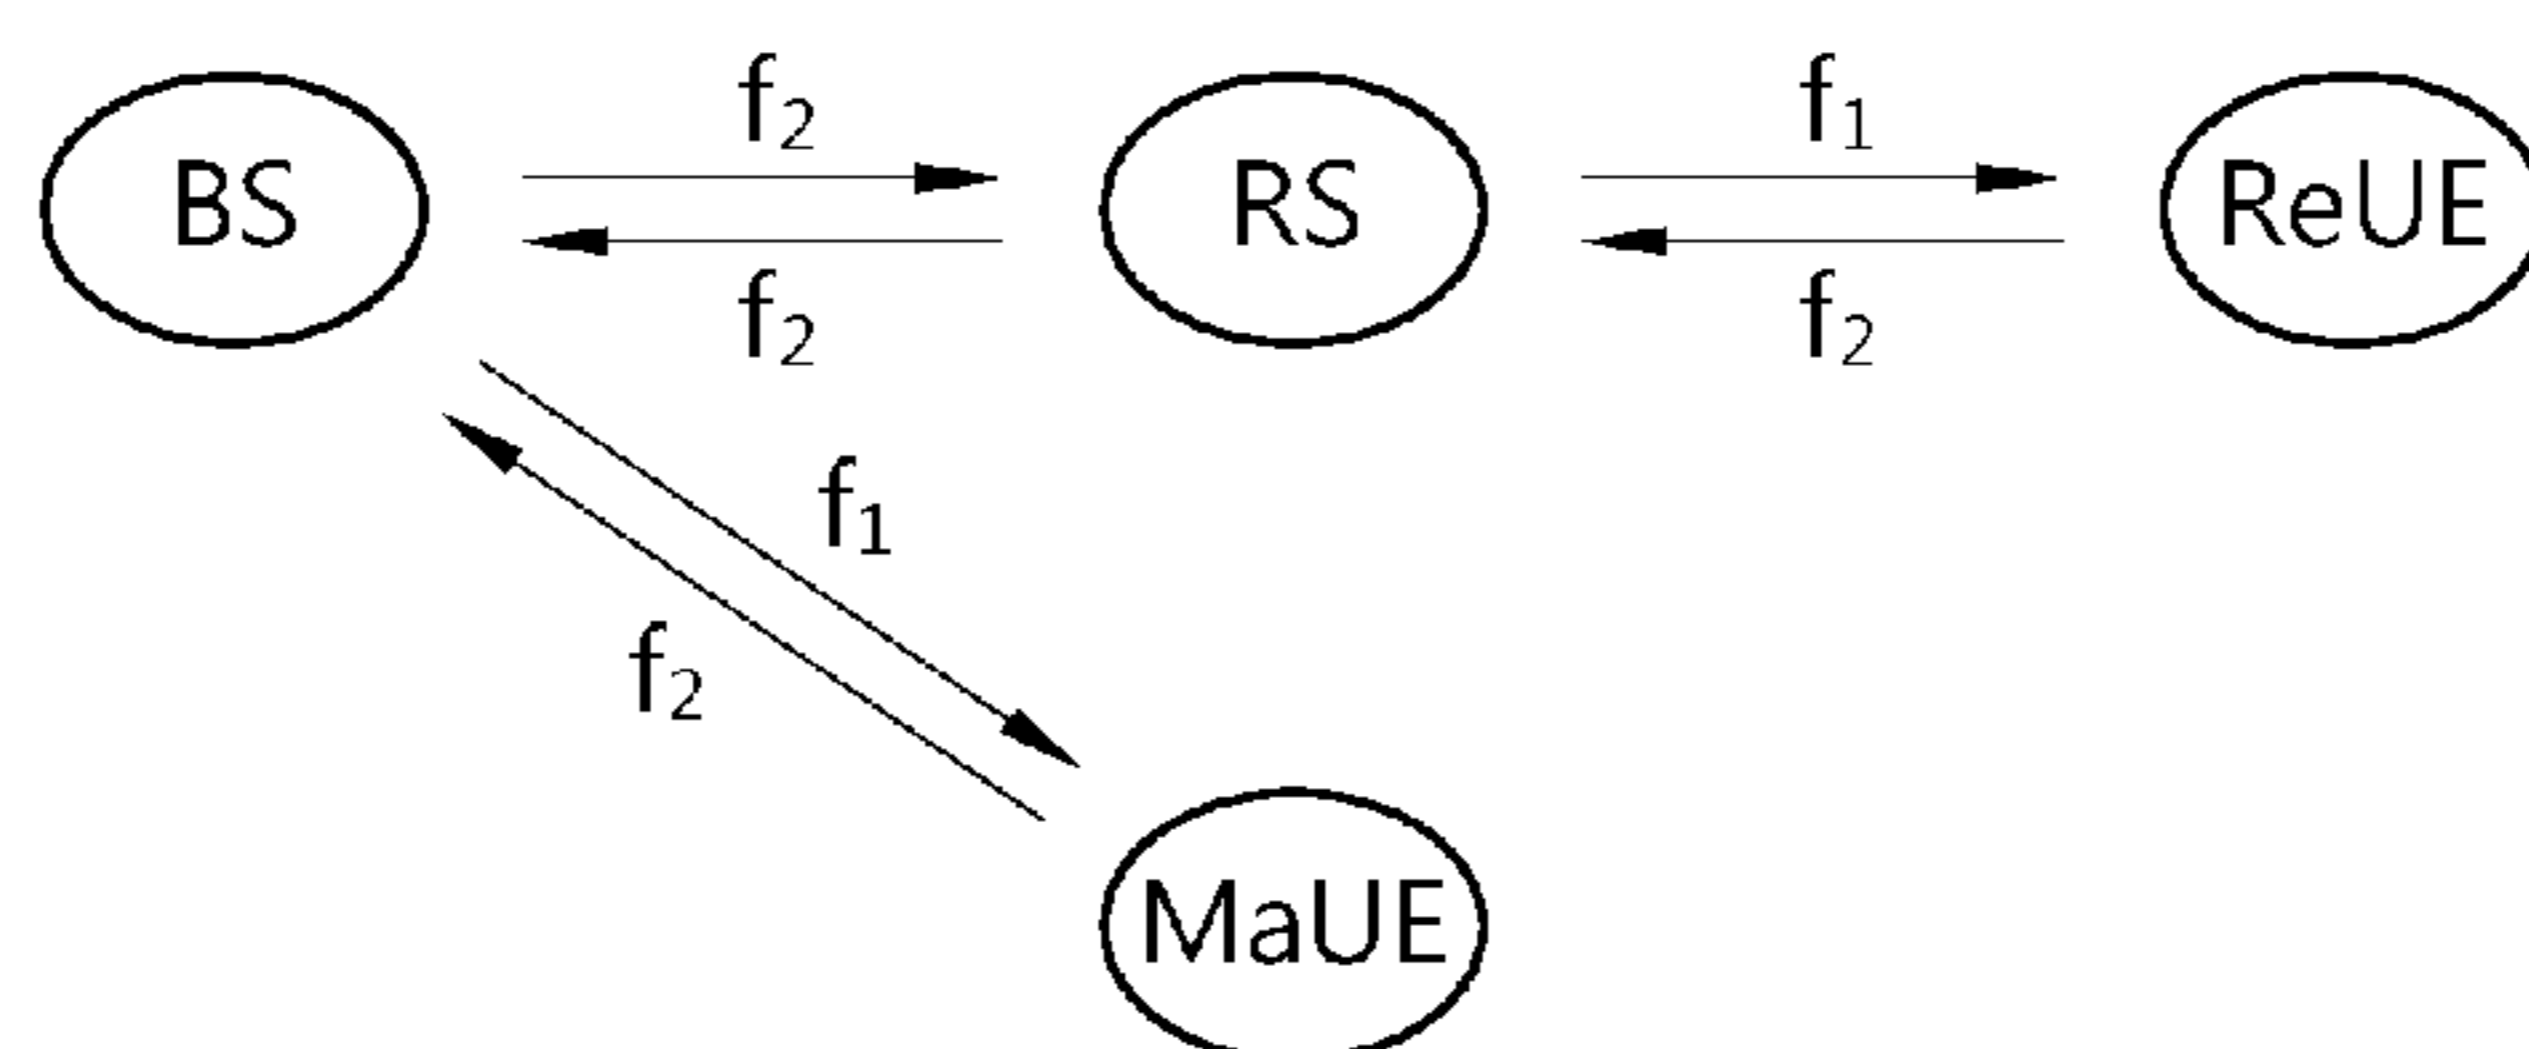 f₂ f₁
BS RS ReUE
f₂ f₂
f₁
f₂
MaUE